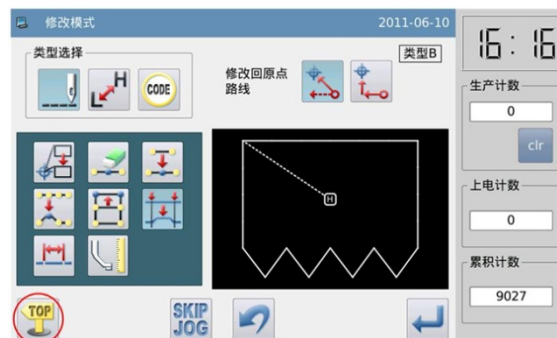 修改模式
2011-06-10
16:16
类型选择
H
CODE
修改回原点
路线
类型B
H
TOP
SKIP
JOG
生产计数
0
clr
上电计数
0
累积计数
9027